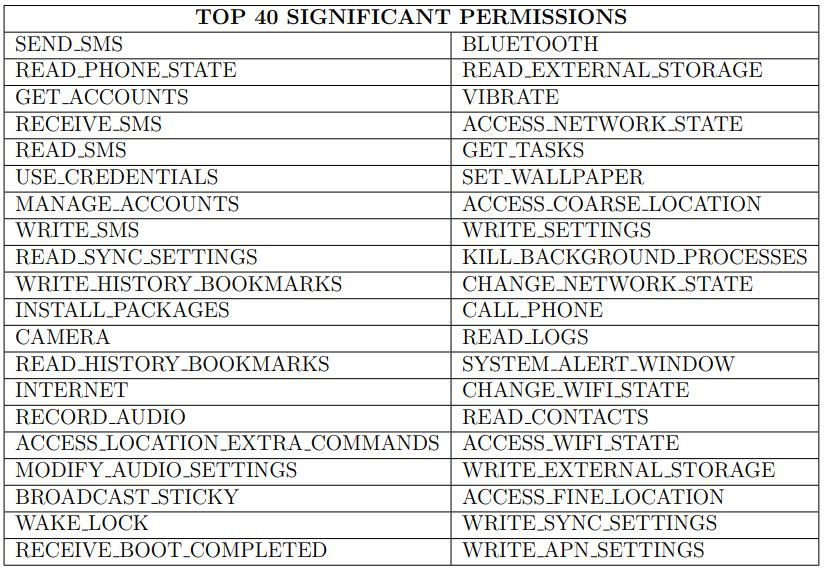 TOP 40 SIGNIFICANT PERMISSIONS
SEND_SMS BLUETOOTH
READ_PHONE_STATE READ_EXTERNAL_STORAGE
GET_ACCOUNTS VIBRATE
RECEIVE_SMS ACCESS_NETWORK_STATE
READ_SMS GET_TASKS
USE_CREDENTIALS SET_WALLPAPER
MANAGE_ACCOUNTS ACCESS_COARSE_LOCATION
WRITE_SMS WRITE_SETTINGS
READ_SYNC_SETTINGS KILL_BACKGROUND_PROCESSES
WRITE_HISTORY_BOOKMARKS CHANGE_NETWORK_STATE
INSTALL_PACKAGES CALL_PHONE
CAMERA READ_LOGS
READ_HISTORY_BOOKMARKS SYSTEM_ALERT_WINDOW
INTERNET CHANGE_WIFI_STATE
RECORD_AUDIO READ_CONTACTS
ACCESS_LOCATION_EXTRA_COMMANDS ACCESS_WIFI_STATE
MODIFY_AUDIO_SETTINGS WRITE_EXTERNAL_STORAGE
BROADCAST_STICKY ACCESS_FINE_LOCATION
WAKE_LOCK WRITE_SYNC_SETTINGS
RECEIVE_BOOT_COMPLETED WRITE_APN_SETTINGS